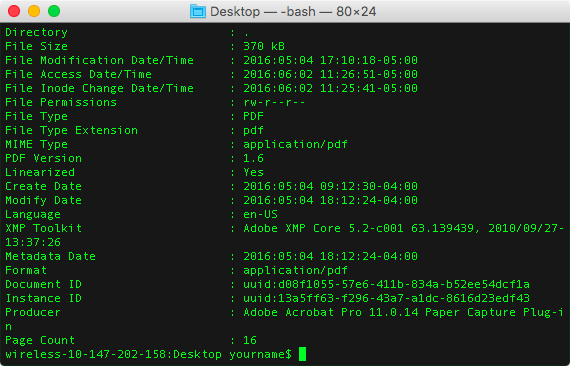 Desktop — -bash — 80×24
Directory : .
File Size : 370 kB
File Modification Date/Time : 2016:05:04 17:10:18-05:00
File Access Date/Time : 2016:06:02 11:26:51-05:00
File Inode Change Date/Time : 2016:06:02 11:25:41-05:00
File Permissions : rw-r--r--
File Type : PDF
File Type Extension : pdf
MIME Type : application/pdf
PDF Version : 1.6
Linearized : Yes
Create Date : 2016:05:04 09:12:30-04:00
Modify Date : 2016:05:04 18:12:24-04:00
Language : en-US
XMP Toolkit : Adobe XMP Core 5.2-c001 63.139439, 2010/09/27-
13:37:26
Metadata Date : 2016:05:04 18:12:24-04:00
Format : application/pdf
Document ID : uuid:d08f1055-57e6-411b-834a-b52ee54dcf1a
Instance ID : uuid:13a5ff63-f296-43a7-a1dc-8616d23edf43
Producer : Adobe Acrobat Pro 11.0.14 Paper Capture Plug-i
n
Page Count : 16
wireless-10-147-202-158:Desktop yourname$